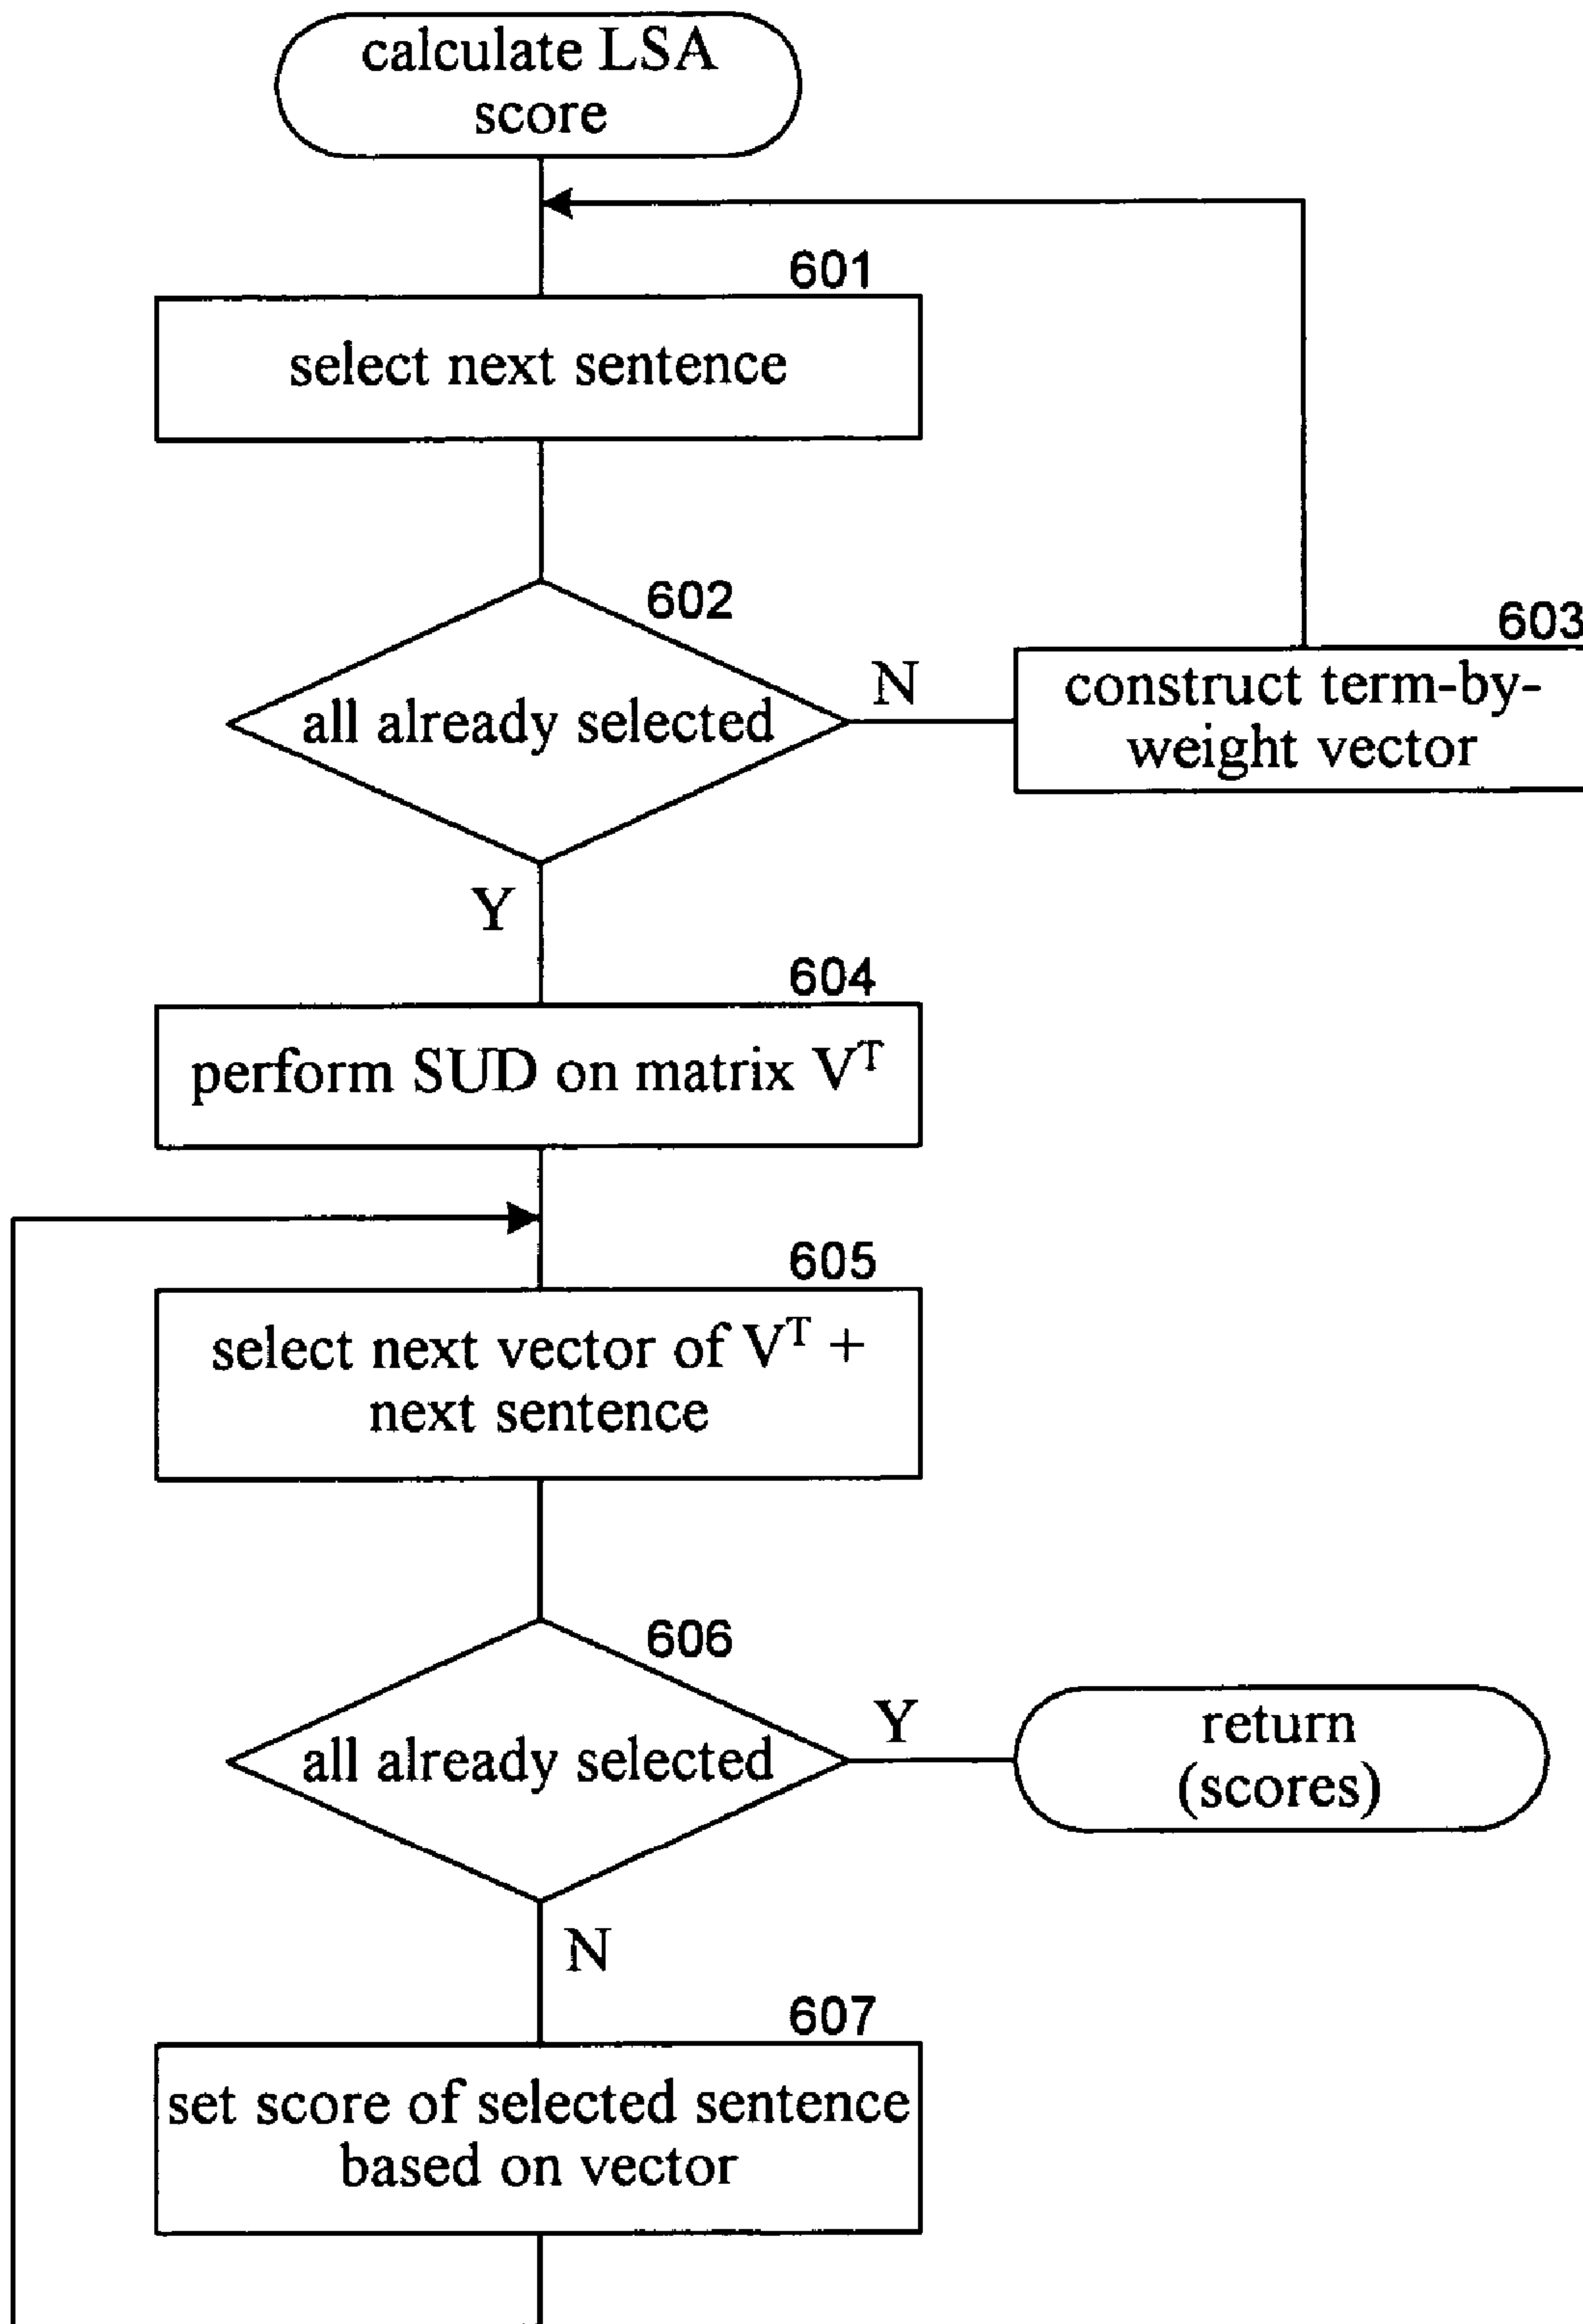 calculate LSA
score
601
select next sentence
602
all already selected
N
603
construct term-by-
weight vector
Y
604
perform SUD on matrix V^T
605
select next vector of V^T +
next sentence
606
all already selected
Y
return
(scores)
N
607
set score of selected sentence
based on vector